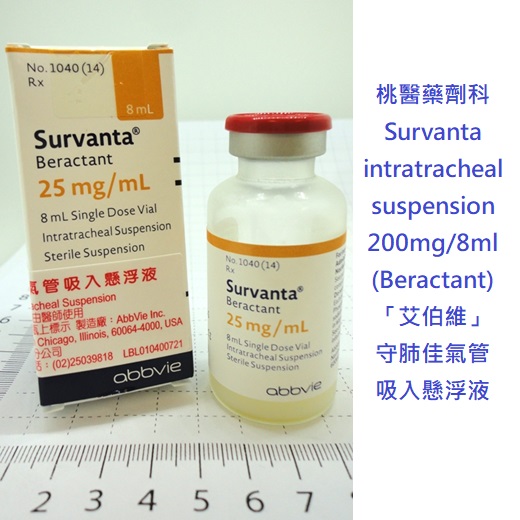 No. 1040 (14)
Rx
8 mL
Survanta®
Beractant
25 mg/mL
8 mL Single Dose Vial
Intratracheal Suspension
Sterile Suspension
氣管吸入懸浮液
cheal Suspension
由醫師使用
上標示 製造廠：AbbVie Inc.
Chicago, Illinois, 60064-4000, USA
分公司
(02)25039818 LBL010400721
abbvie
No. 1040 (14)
Rx
Survanta®
Beractant
25 mg/mL
8mL Single Dose Vial
Intratracheal Suspension
Sterile Suspension
abbvie
2 3 4 5 6 7
桃醫藥劑科
Survanta
intratracheal
suspension
200mg/8ml
(Beractant)
「艾伯維」
守肺佳氣管
吸入懸浮液